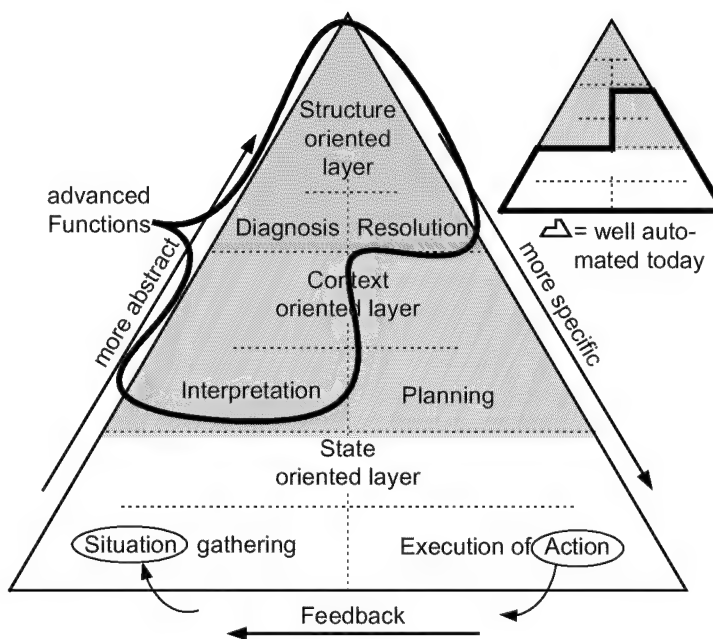 Structure
oriented
layer
advanced
Functions
Diagnosis Resolution
= well auto-
mated today
Context
oriented layer
more abstract
more specific
Interpretation
Planning
State
oriented layer
Situation gathering
Execution of Action
Feedback